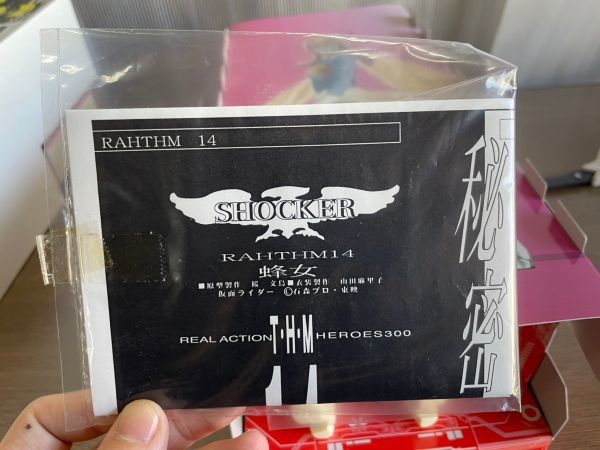 RAHTHM 14
SHOCKER
RAHTHM14
蜂女
■原型製作 桜 文鳥■衣装製作 山田麻里子
仮面ライダー ©石森プロ・東映
REAL ACTION T·H·M HEROES300
14
秘密